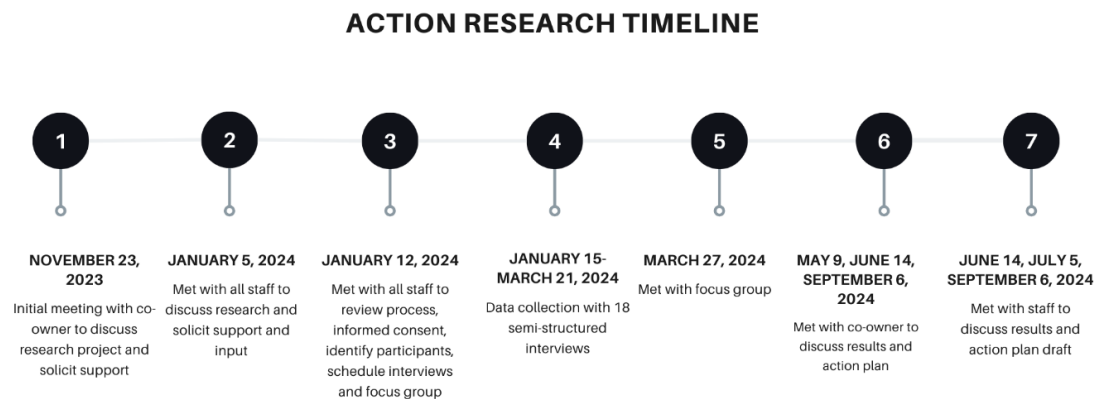 ACTION RESEARCH TIMELINE
1
2
3
4
5
6
7
NOVEMBER 23,
2023
Initial meeting with co-
owner to discuss
research project and
solicit support
JANUARY 5, 2024
Met with all staff to
discuss research and
solicit support and
input
JANUARY 12, 2024
Met with all staff to
review process,
informed consent,
identify participants,
schedule interviews
and focus group
JANUARY 15-
MARCH 21, 2024
Data collection with 18
semi-structured
interviews
MARCH 27, 2024
Met with focus group
MAY 9, JUNE 14,
SEPTEMBER 6,
2024
Met with co-owner to
discuss results and
action plan
JUNE 14, JULY 5,
SEPTEMBER 6, 2024
Met with staff to
discuss results and
action plan draft